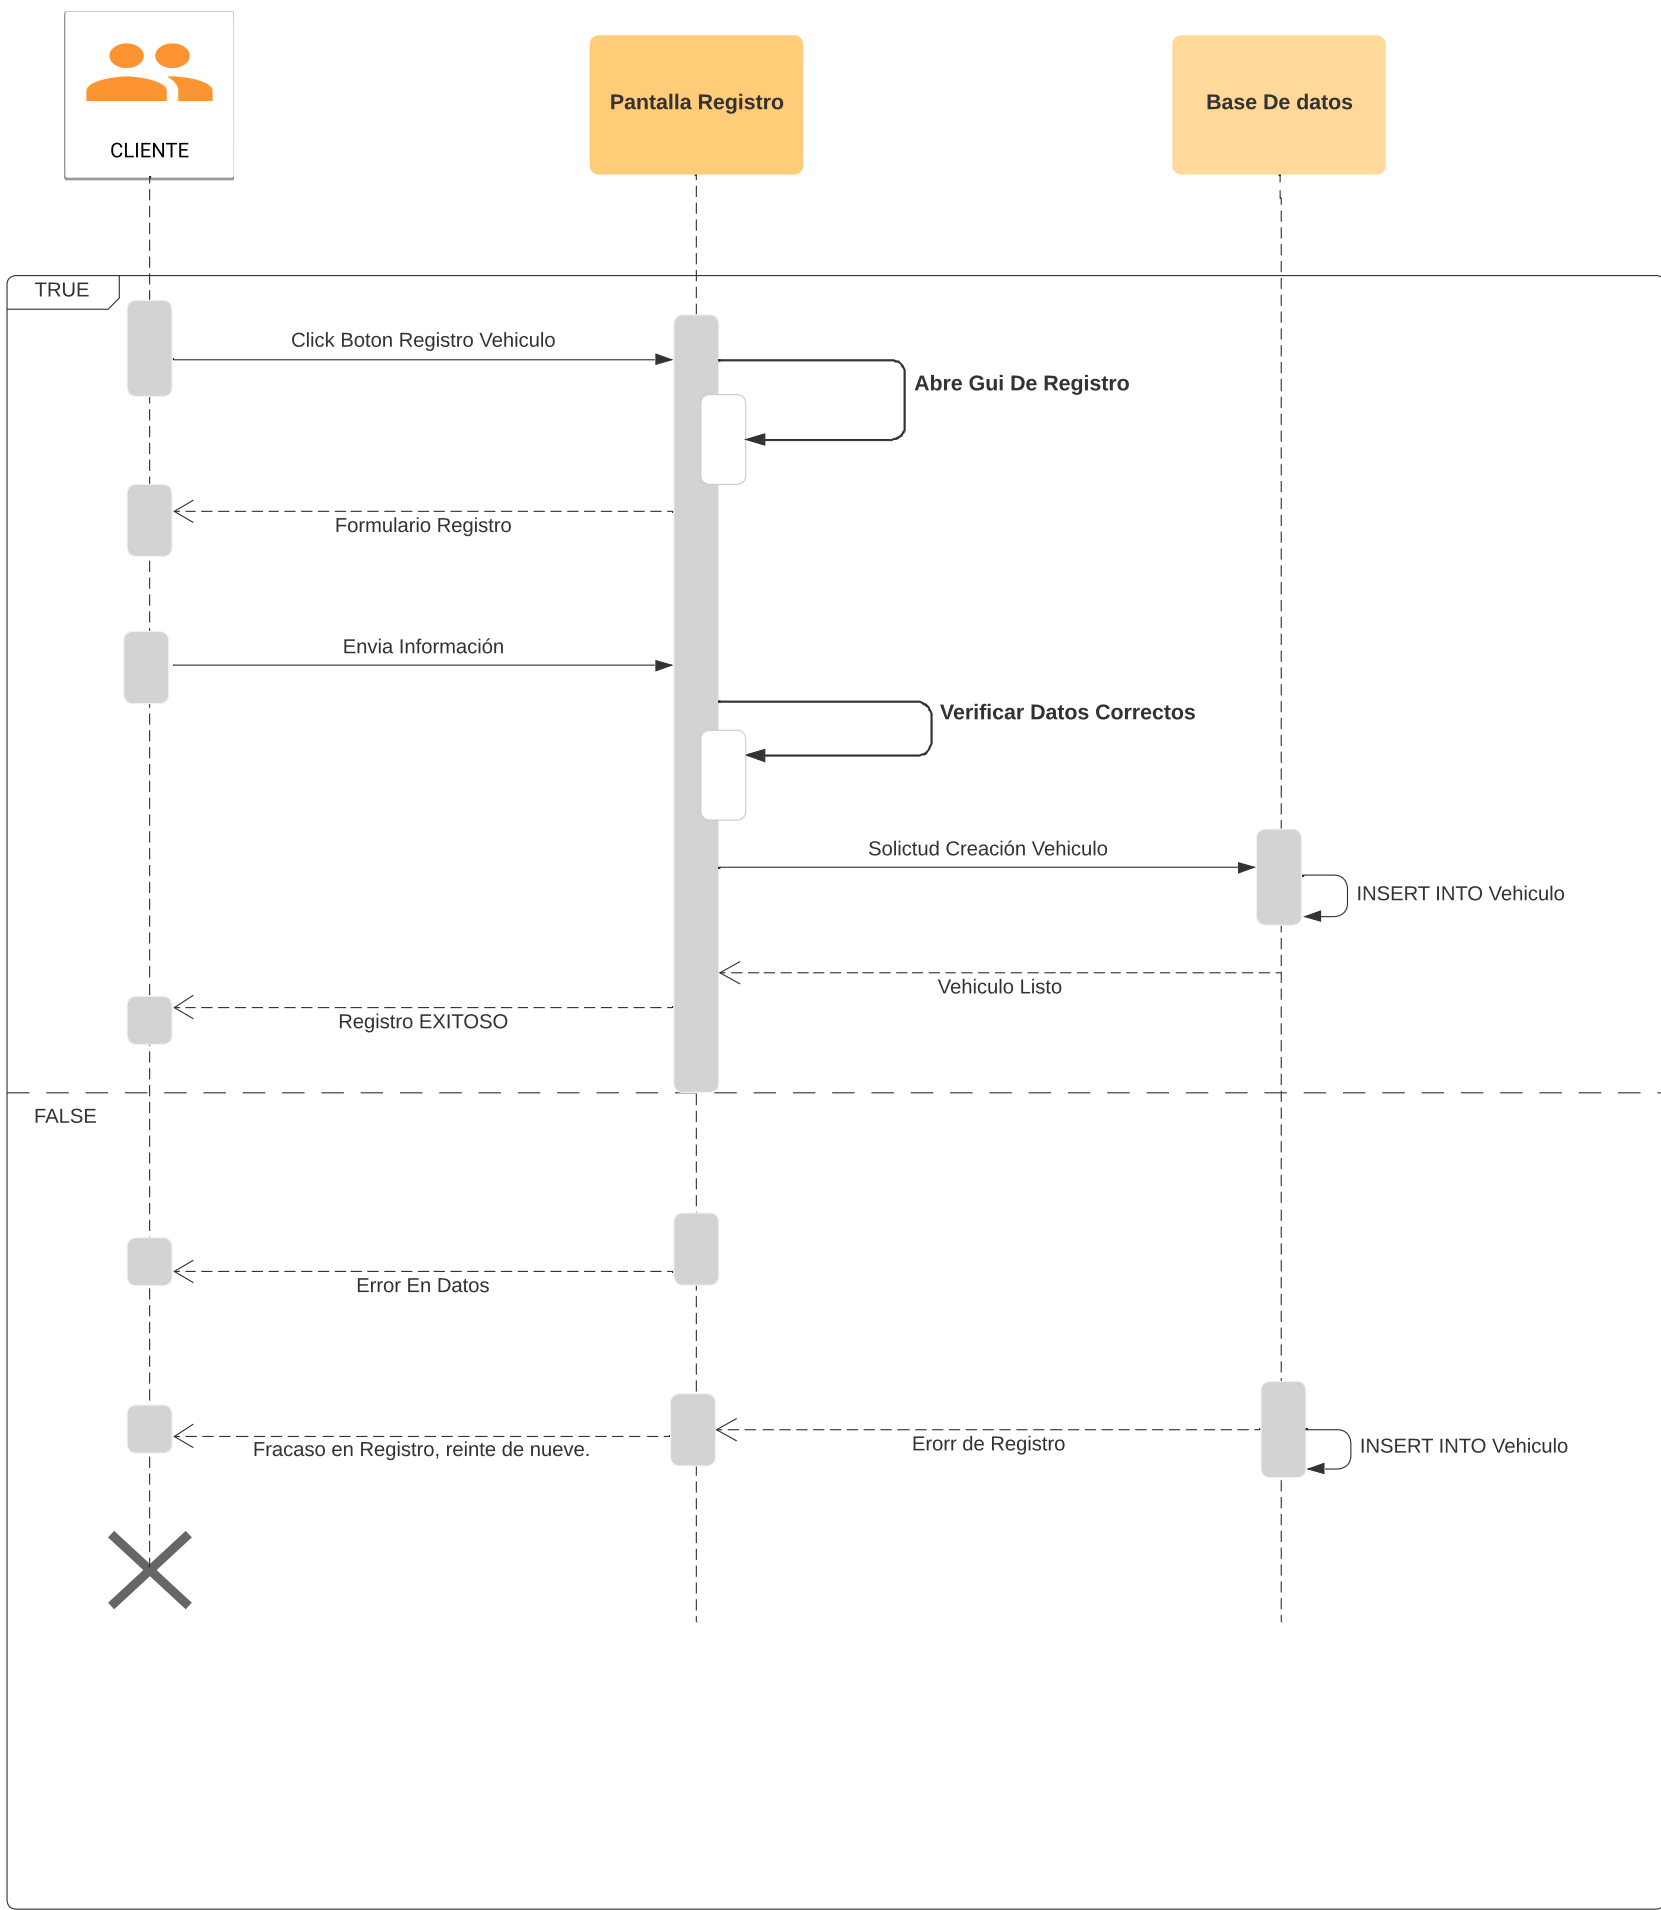 CLIENTE
Pantalla Registro
Base De datos
TRUE
Click Boton Registro Vehiculo
Abre Gui De Registro
Formulario Registro
Envia Información
Verificar Datos Correctos
Solictud Creación Vehiculo
INSERT INTO Vehiculo
Vehiculo Listo
Registro EXITOSO
FALSE
Error En Datos
Erorr de Registro
INSERT INTO Vehiculo
Fracaso en Registro, reinte de nueve.